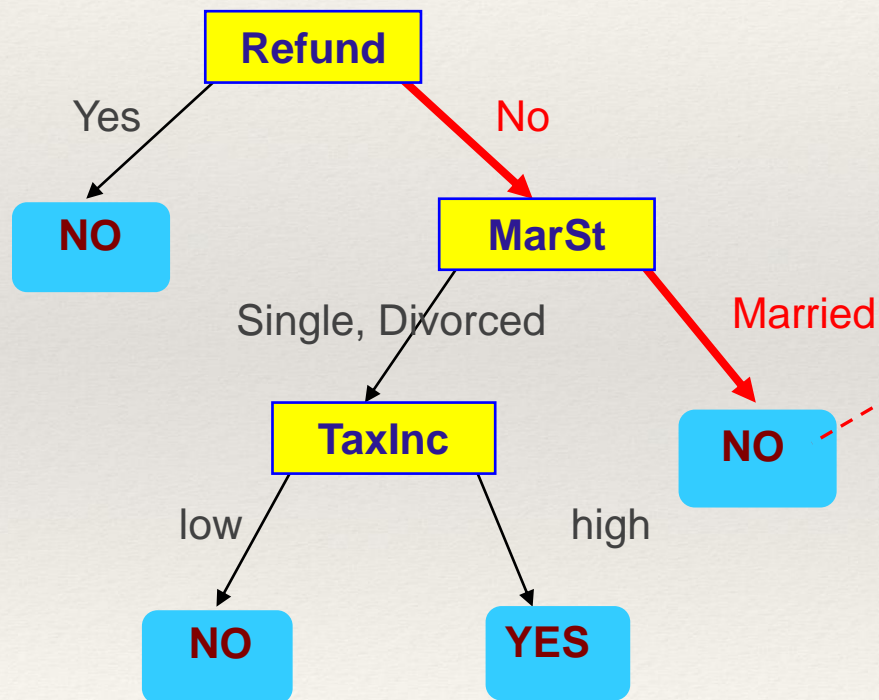 Refund
Yes
No
NO
MarSt
Single, Divorced
Married
TaxInc
NO
low
high
NO
YES